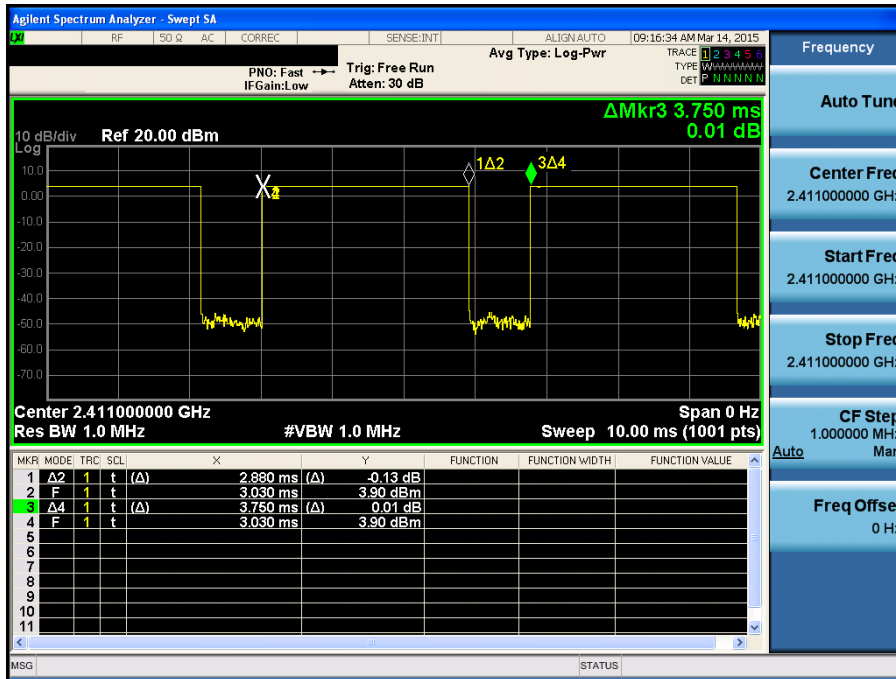 Agilent Spectrum Analyzer - Swept SA
LXI RF 50 Ω AC CORREC SENSE:INT ALIGN AUTO 09:16:34 AM Mar 14, 2015
Frequency
Avg Type: Log-Pwr TRACE 1 2 3 4 5 6
PNO: Fast Trig: Free Run TYPE
IFGain:Low Atten: 30 dB DET P N N N N N
Auto Tune
ΔMkr3 3.750 ms
0.01 dB
10 dB/div Ref 20.00 dBm
Log
10.0
0.00
-10.0
-20.0
-30.0
-40.0
-50.0
-60.0
-70.0
1Δ2
3Δ4
Center Freq
2.411000000 GHz
Start Freq
2.411000000 GHz
Stop Freq
2.411000000 GHz
Center 2.411000000 GHz Span 0 Hz
Res BW 1.0 MHz #VBW 1.0 MHz Sweep 10.00 ms (1001 pts)
CF Step
1.000000 MHz
Auto Man
MKR MODE TRC SCL X Y FUNCTION FUNCTION WIDTH FUNCTION VALUE
1 Δ2 1 t (Δ) 2.880 ms (Δ) -0.13 dB
2 F 1 t 3.030 ms 3.90 dBm
3 Δ4 1 t (Δ) 3.750 ms (Δ) 0.01 dB
4 F 1 t 3.030 ms 3.90 dBm
5
6
7
8
9
10
11
Freq Offset
0 Hz
MSG STATUS